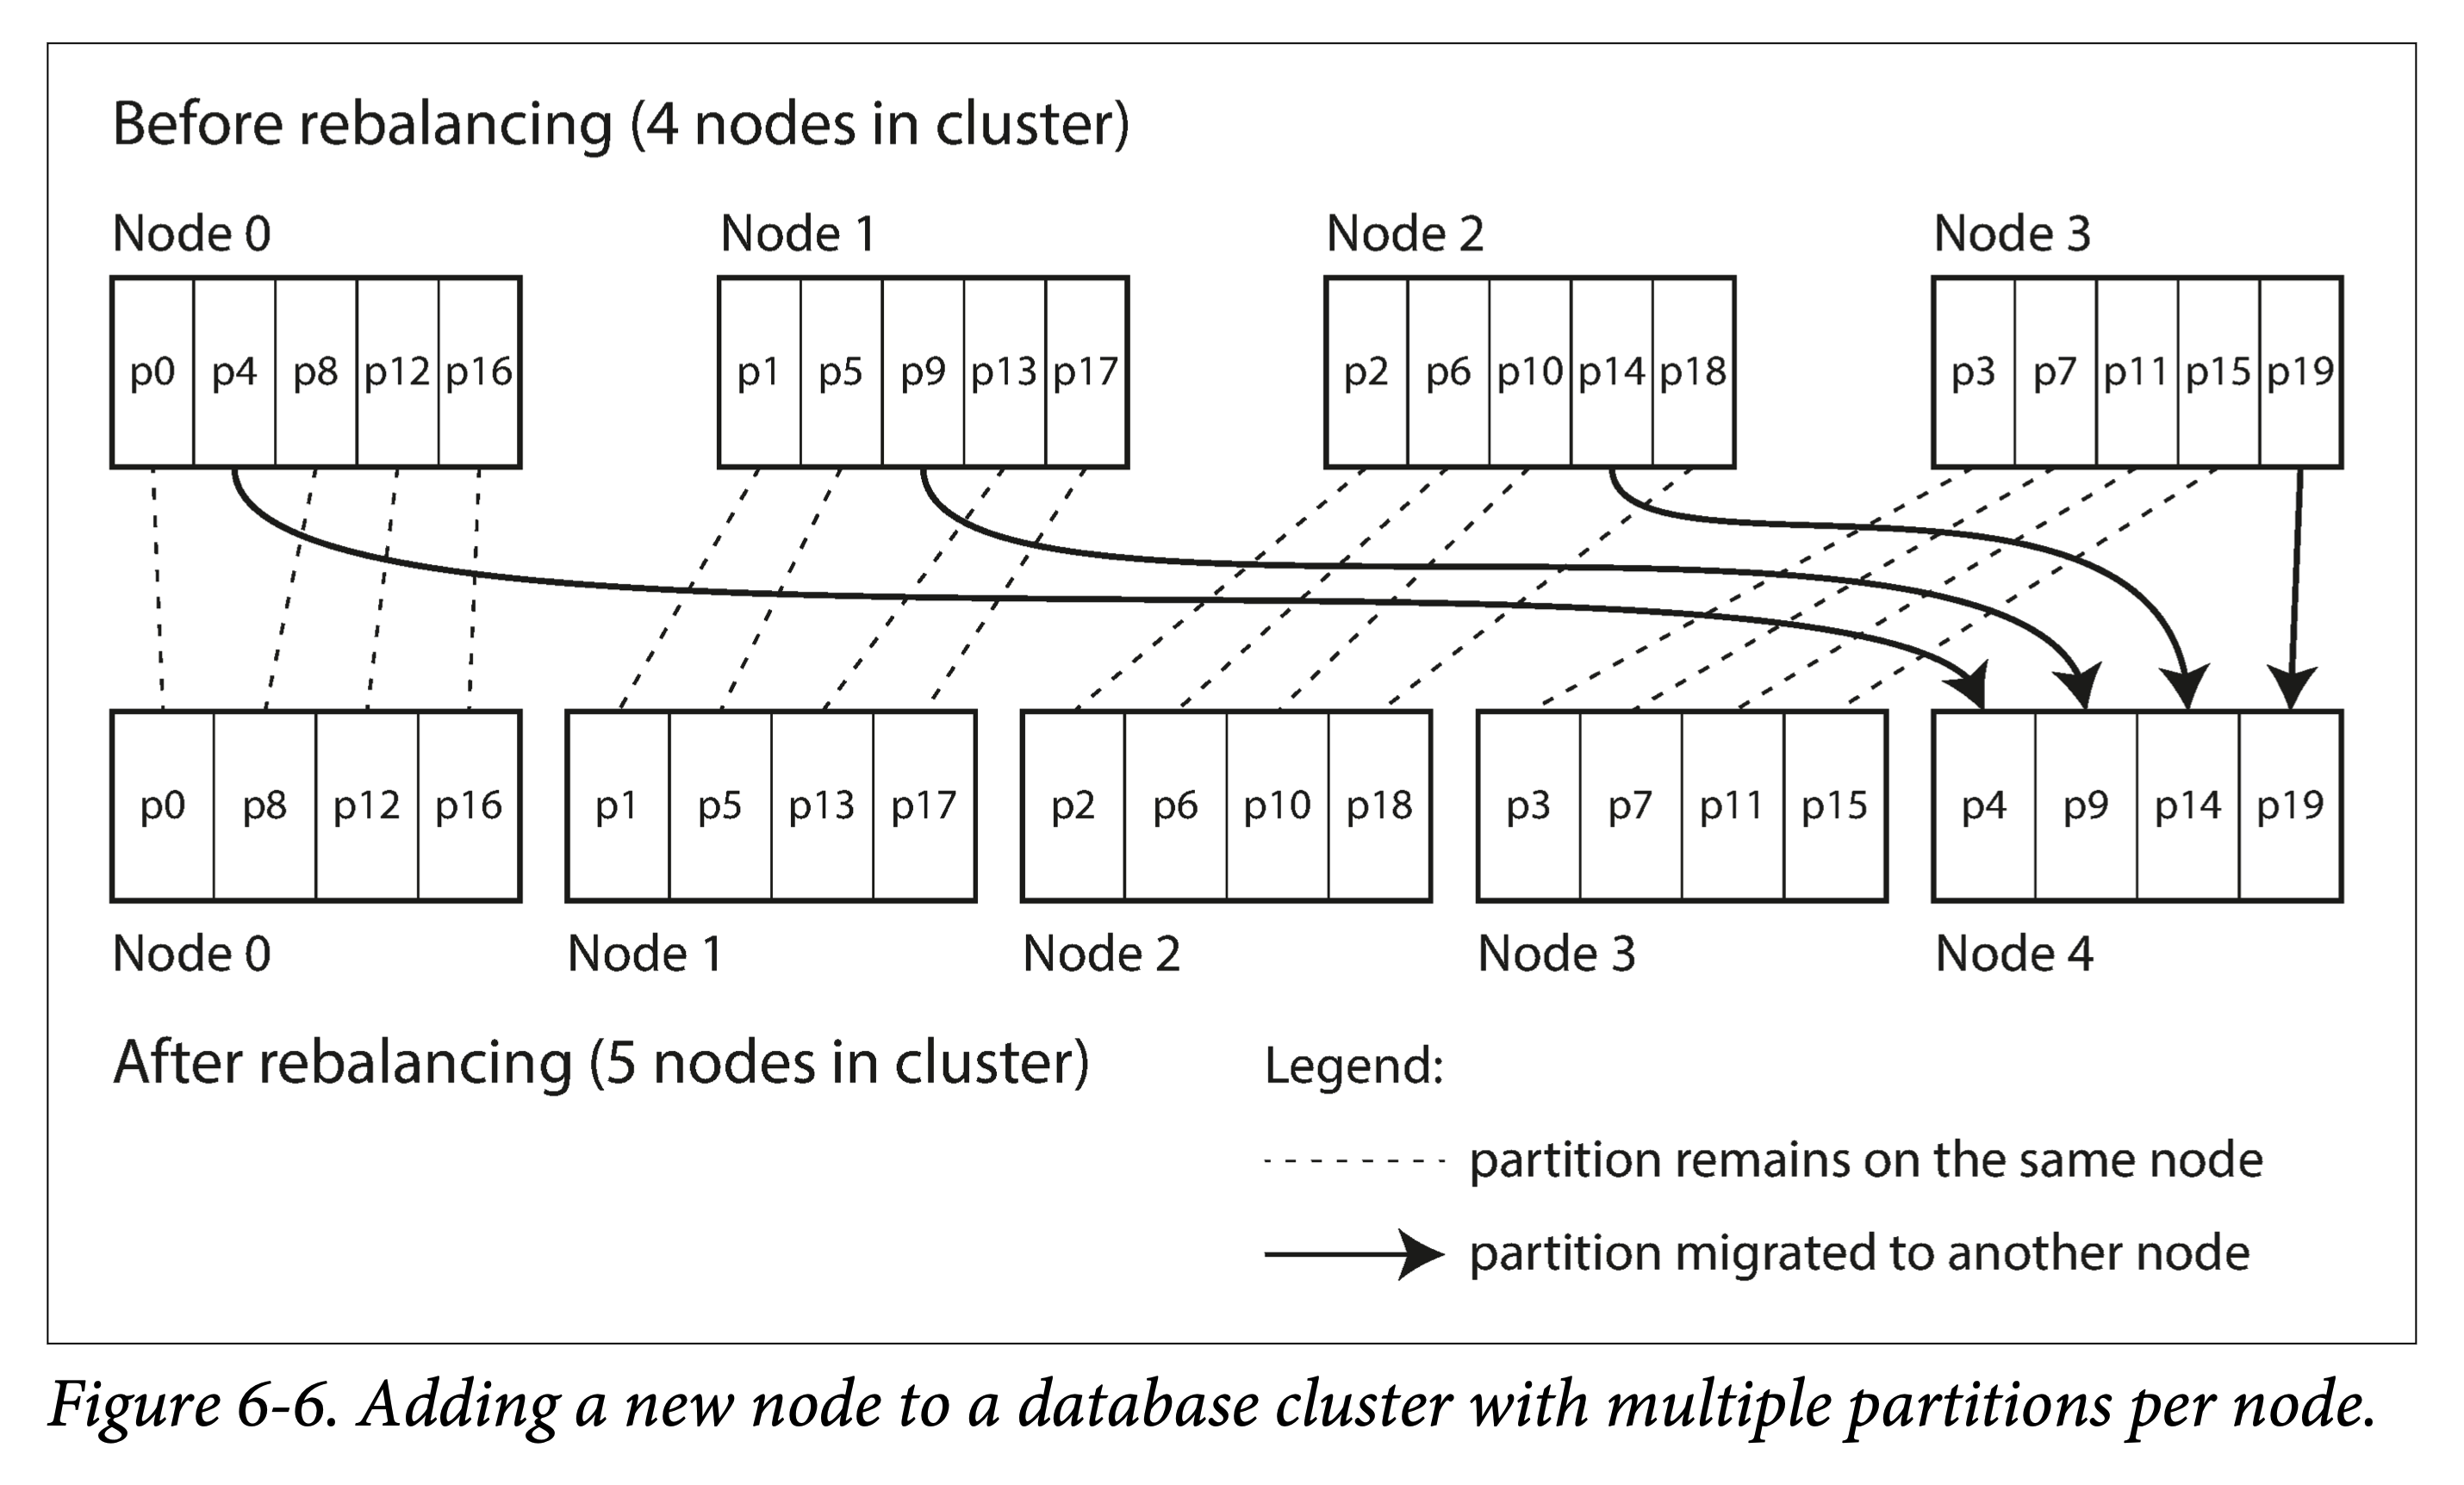 Before rebalancing (4 nodes in cluster)
Node 0 Node 1 Node 2 Node 3
p0 p4 p8 p12 p16 p1 p5 p9 p13 p17 p2 p6 p10 p14 p18 p3 p7 p11 p15 p19
p0 p8 p12 p16 p1 p5 p13 p17 p2 p6 p10 p18 p3 p7 p11 p15 p4 p9 p14 p19
Node 0 Node 1 Node 2 Node 3 Node 4
After rebalancing (5 nodes in cluster)
Legend:
partition remains on the same node
partition migrated to another node
Figure 6-6. Adding a new node to a database cluster with multiple partitions per node.